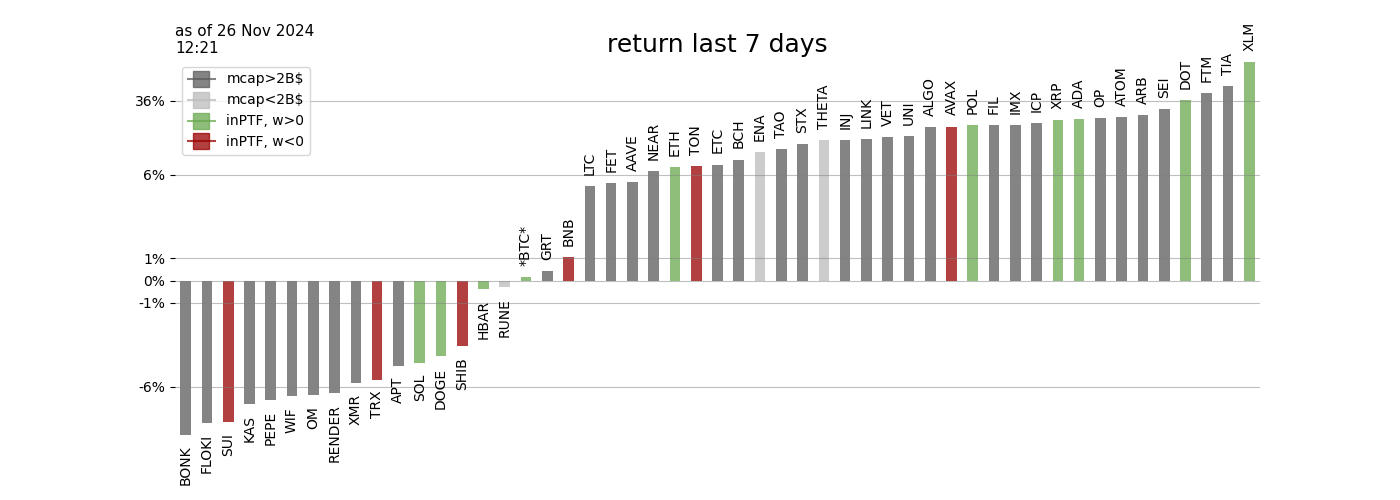 as of 26 Nov 2024
12:21
return last 7 days
mcap>2B$
mcap<2B$
inPTF, w>0
inPTF, w<0
36%
6%
1%
0%
-1%
-6%
BONK
FLOKI
SUI
KAS
PEPE
WIF
OM
RENDER
XMR
TRX
APT
SOL
DOGE
SHIB
HBAR
RUNE
*BTC*
GRT
BNB
LTC
FET
AAVE
NEAR
ETH
TON
ETC
BCH
ENA
TAO
STX
THETA
INJ
LINK
VET
UNI
ALGO
AVAX
POL
FIL
IMX
ICP
XRP
ADA
OP
ATOM
ARB
SEI
DOT
FTM
TIA
XLM